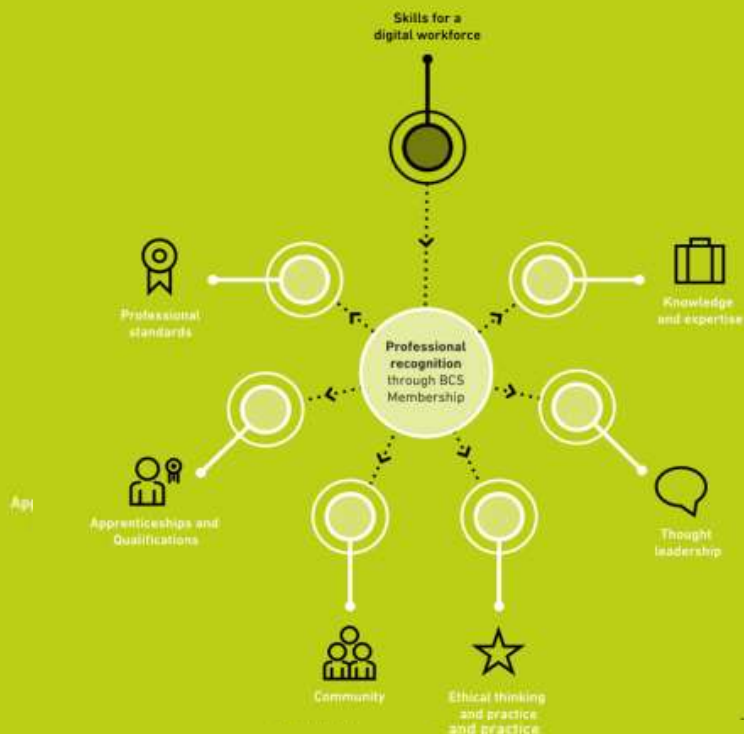 Skills for a
digital workforce
Professional
standards
Knowledge
and expertise
Professional
recognition
through BCS
Membership
App
Apprenticeships and
Qualifications
Thought
leadership
Community
Ethical thinking
and practice
and practice